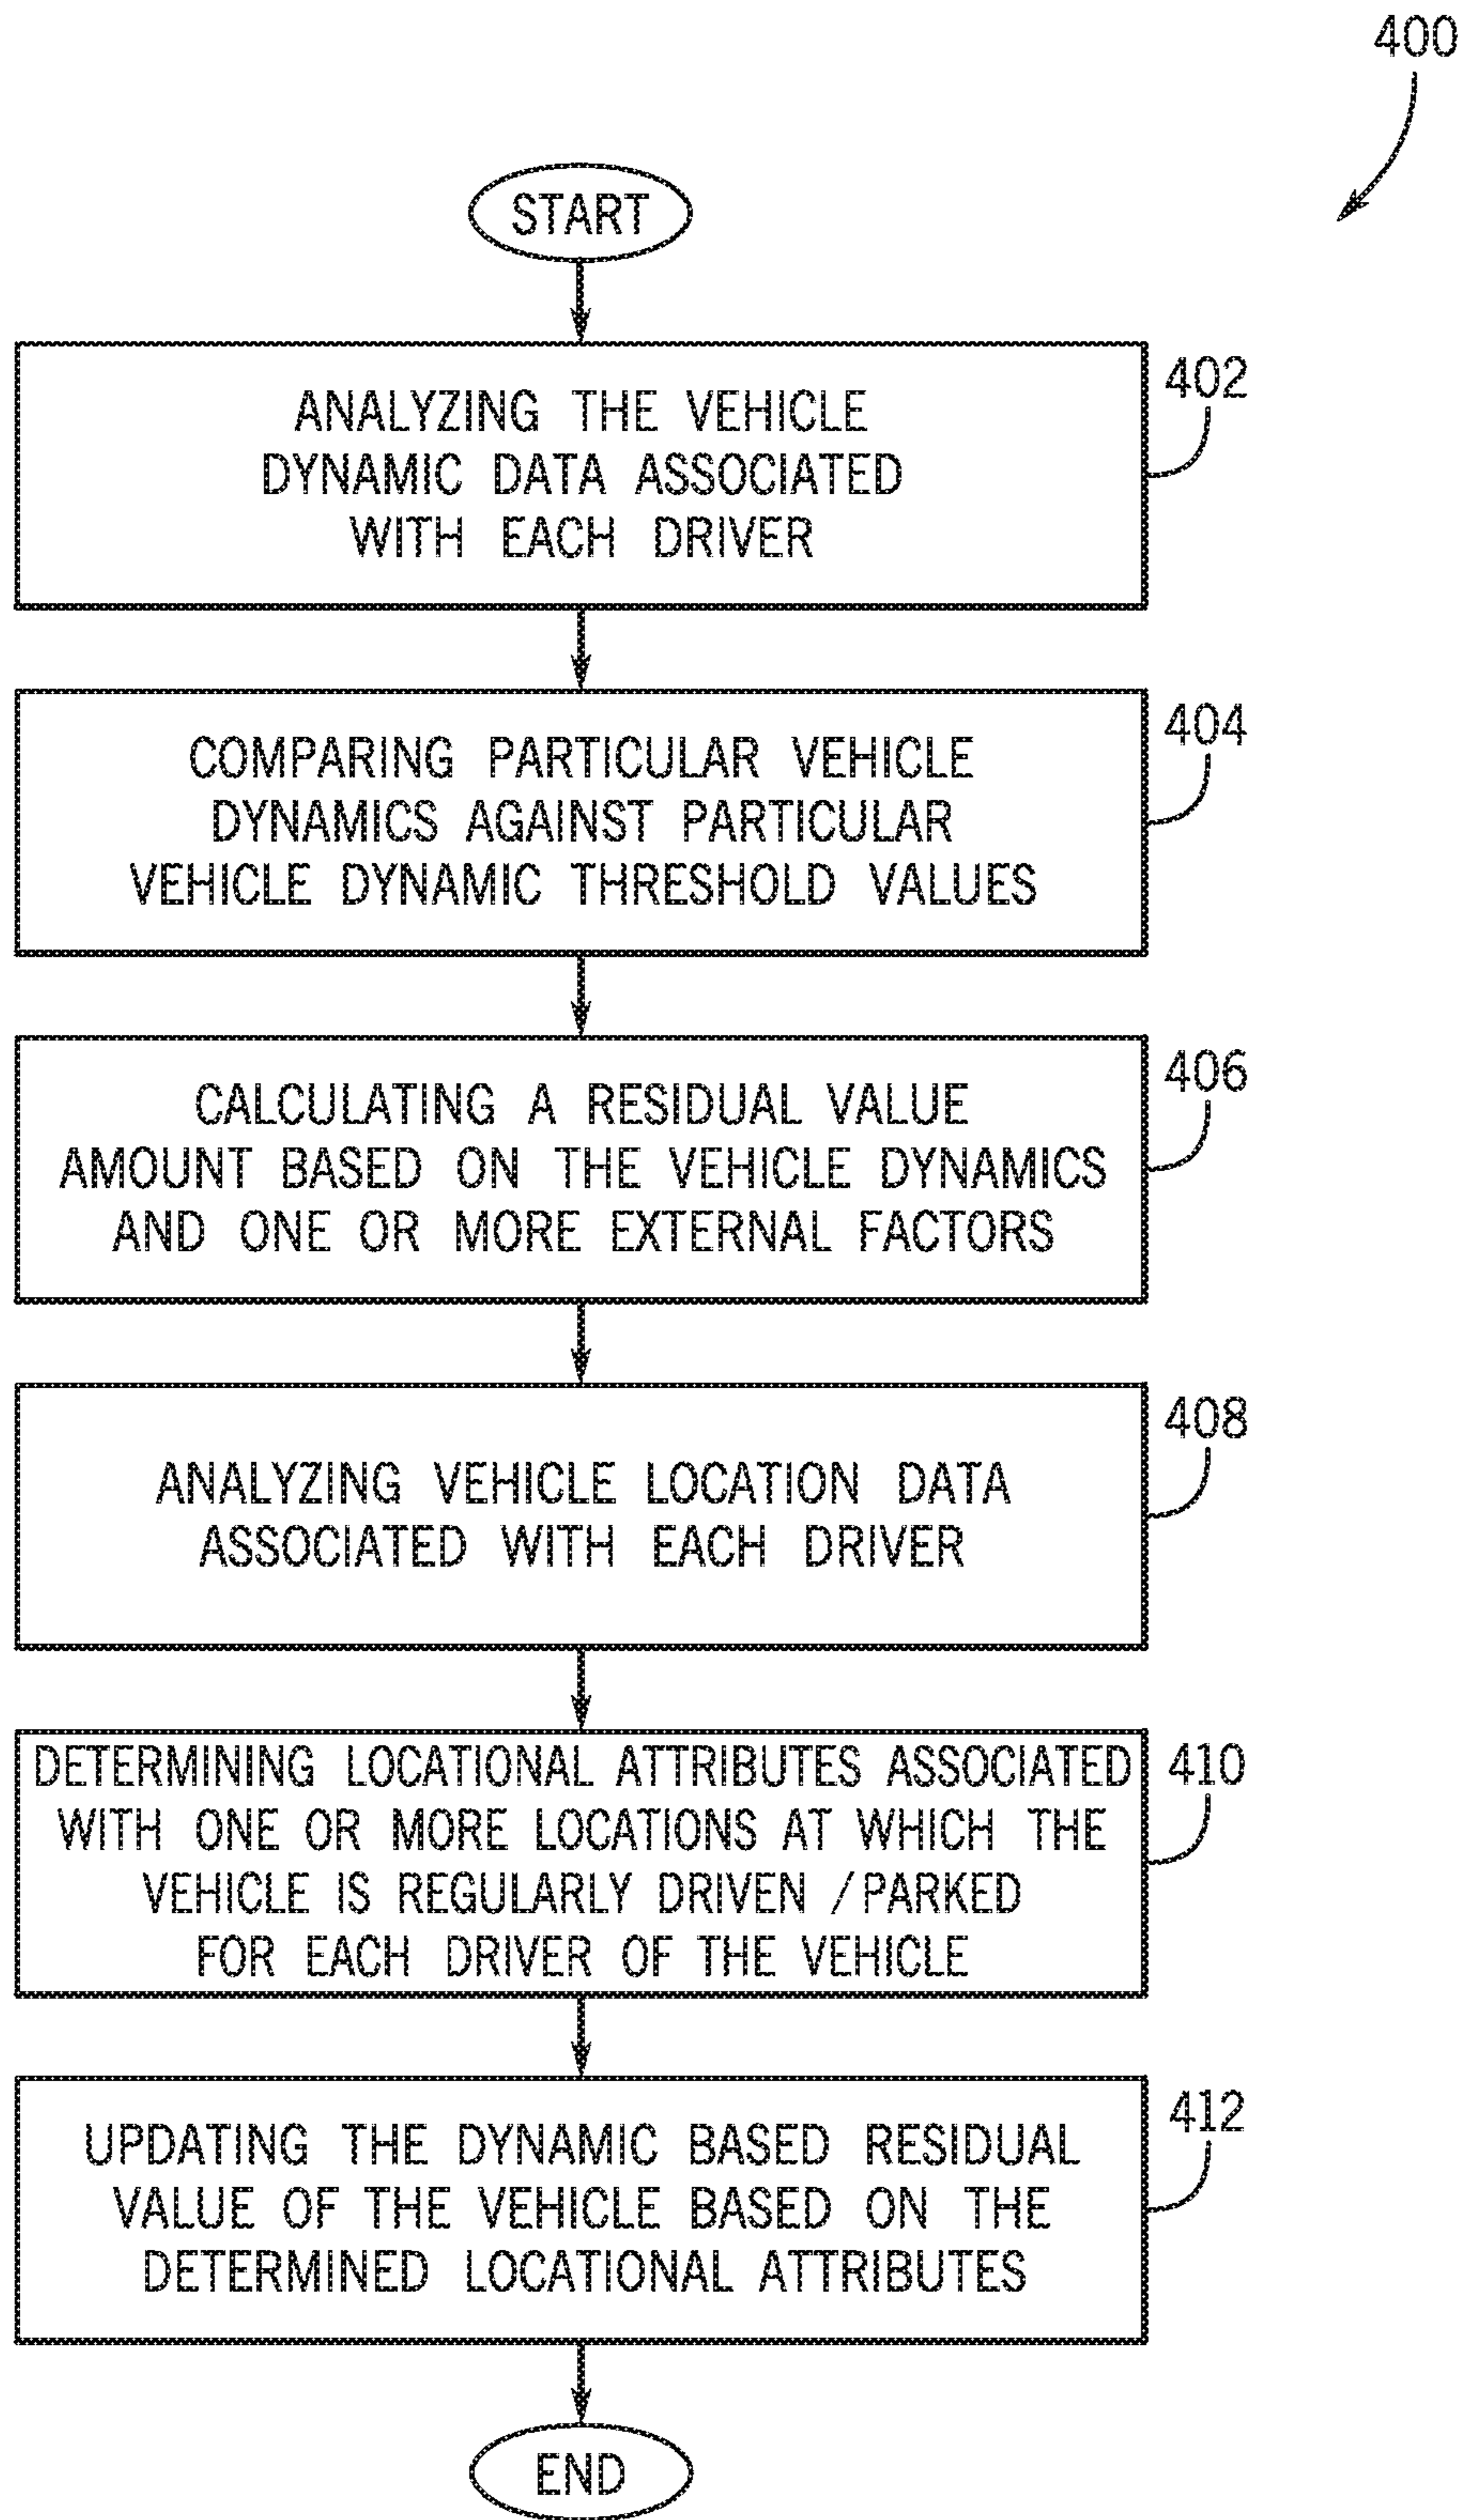 400
START
ANALYZING THE VEHICLE
DYNAMIC DATA ASSOCIATED
WITH EACH DRIVER
402
COMPARING PARTICULAR VEHICLE
DYNAMICS AGAINST PARTICULAR
VEHICLE DYNAMIC THRESHOLD VALUES
404
CALCULATING A RESIDUAL VALUE
AMOUNT BASED ON THE VEHICLE DYNAMICS
AND ONE OR MORE EXTERNAL FACTORS
406
ANALYZING VEHICLE LOCATION DATA
ASSOCIATED WITH EACH DRIVER
408
DETERMINING LOCATIONAL ATTRIBUTES ASSOCIATED
WITH ONE OR MORE LOCATIONS AT WHICH THE
VEHICLE IS REGULARLY DRIVEN /PARKED
FOR EACH DRIVER OF THE VEHICLE
410
UPDATING THE DYNAMIC BASED RESIDUAL
VALUE OF THE VEHICLE BASED ON THE
DETERMINED LOCATIONAL ATTRIBUTES
412
END